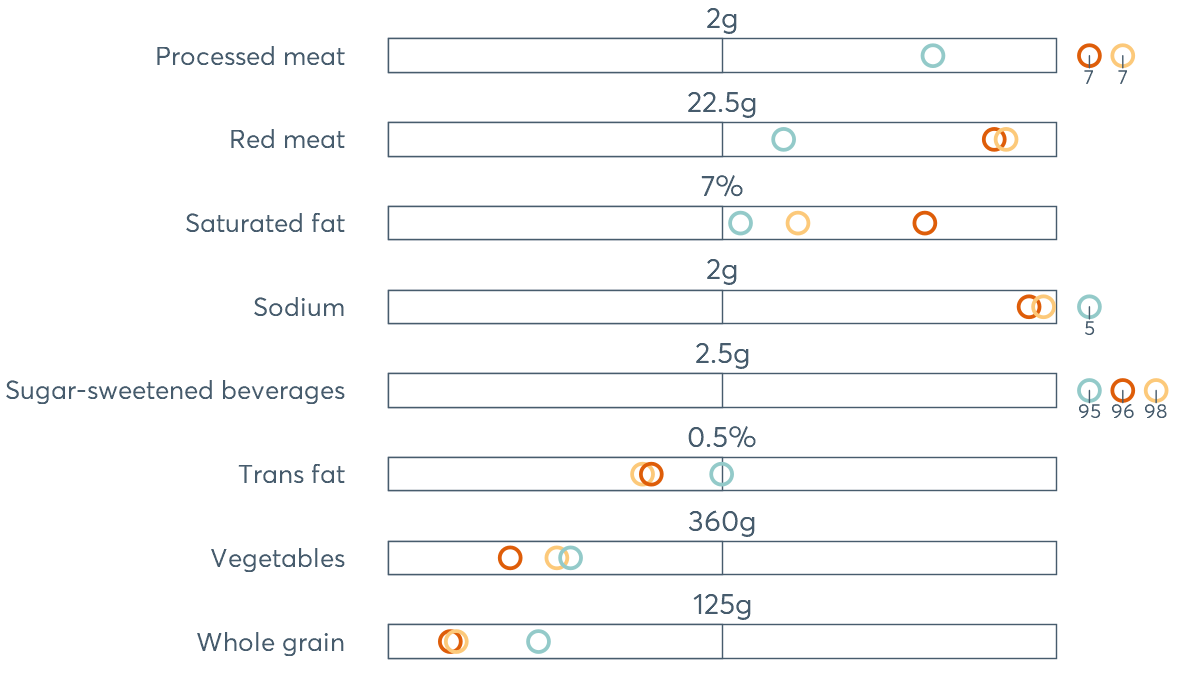 2g
Processed meat
7 7
22.5g
Red meat
7%
Saturated fat
2g
Sodium
5
2.5g
Sugar-sweetened beverages
95 96 98
0.5%
Trans fat
360g
Vegetables
125g
Whole grain